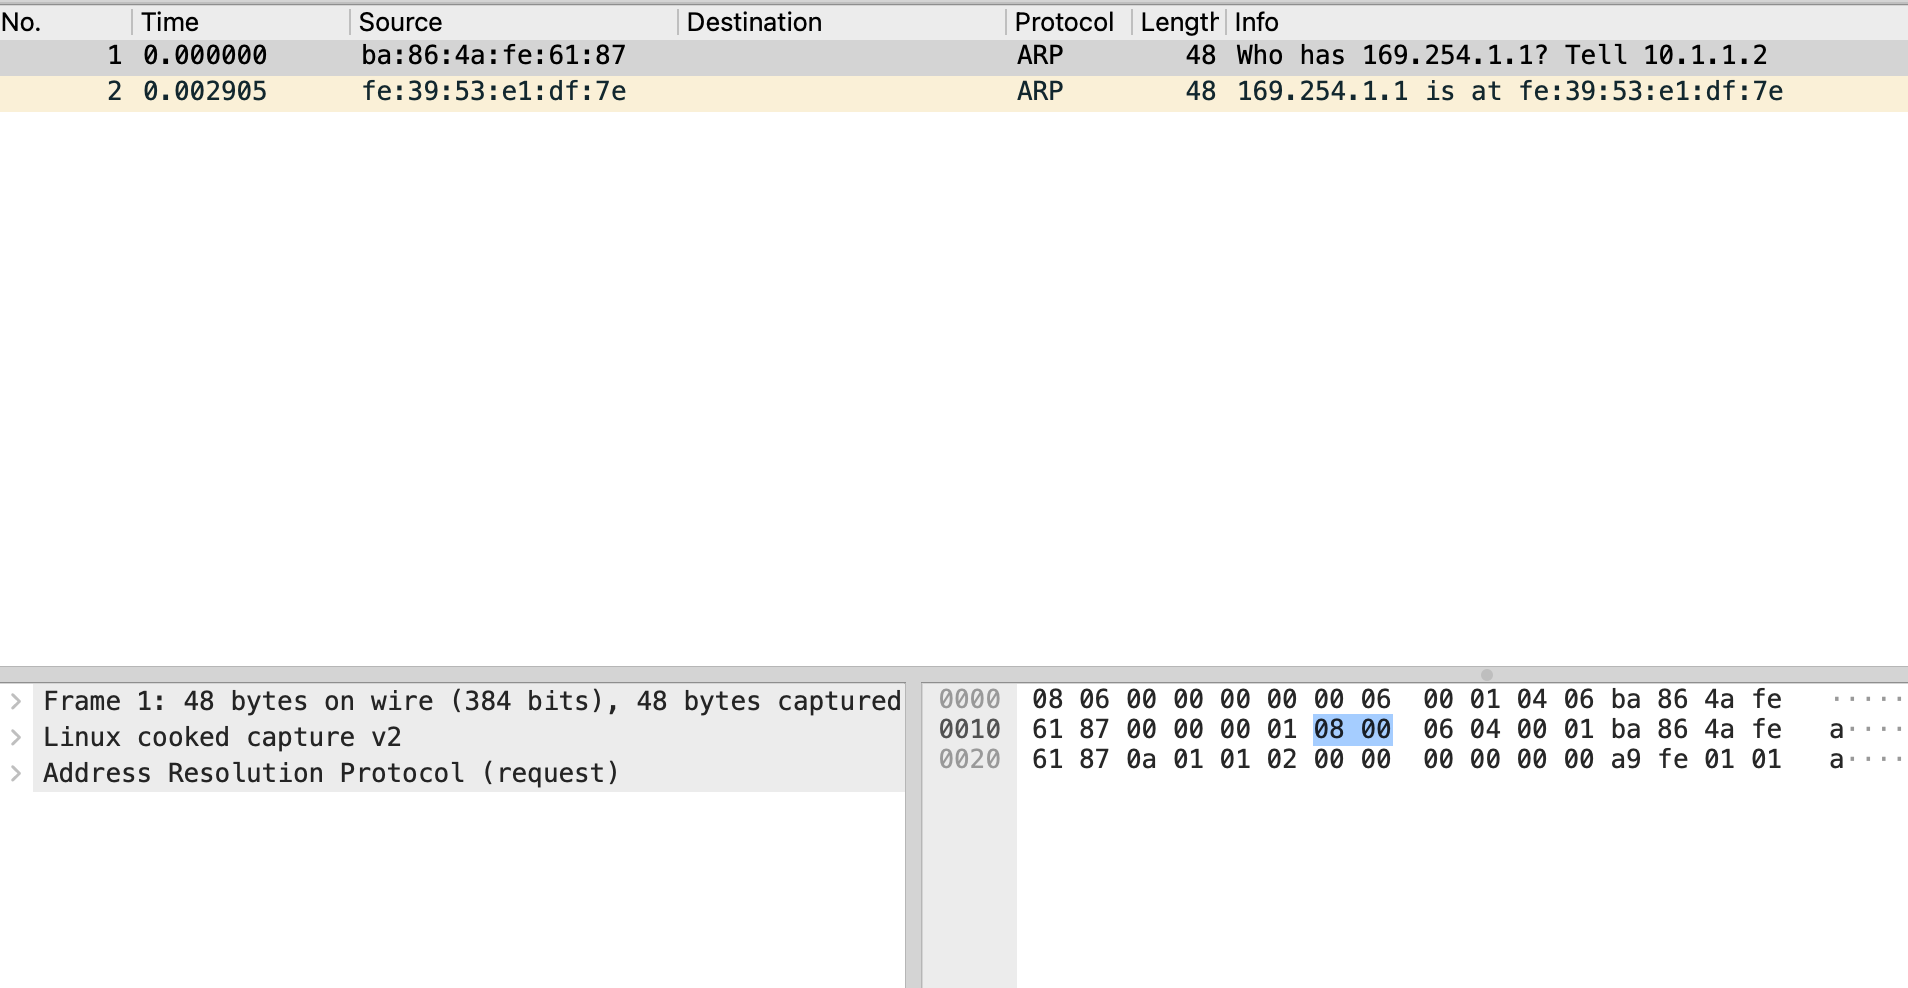 No. Time Source Destination Protocol Length Info
1 0.000000 ba:86:4a:fe:61:87 ARP 48 Who has 169.254.1.1? Tell 10.1.1.2
2 0.002905 fe:39:53:e1:df:7e ARP 48 169.254.1.1 is at fe:39:53:e1:df:7e
Frame 1: 48 bytes on wire (384 bits), 48 bytes captured
Linux cooked capture v2
Address Resolution Protocol (request)
0000 08 06 00 00 00 00 00 06 00 01 04 06 ba 86 4a fe ·····
0010 61 87 00 00 00 01 08 00 06 04 00 01 ba 86 4a fe a····
0020 61 87 0a 01 01 02 00 00 00 00 00 00 a9 fe 01 01 a····